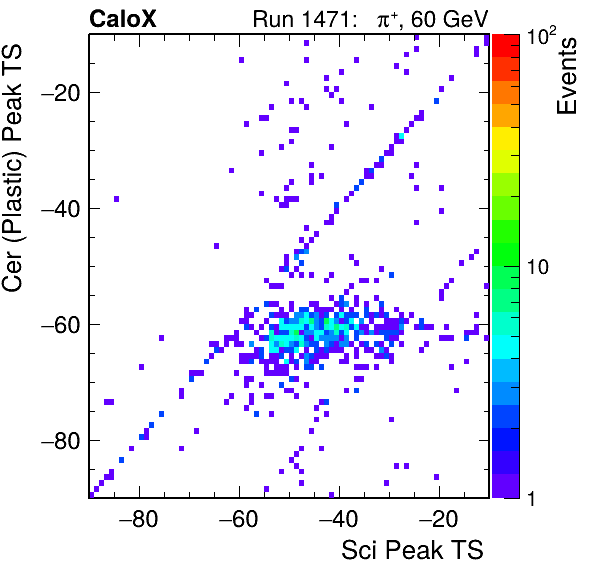 CaloX Run 1471: π⁺, 60 GeV
Cer (Plastic) Peak TS
−20
−40
−60
−80
−80 −60 −40 −20
Sci Peak TS
10²
10
1
Events